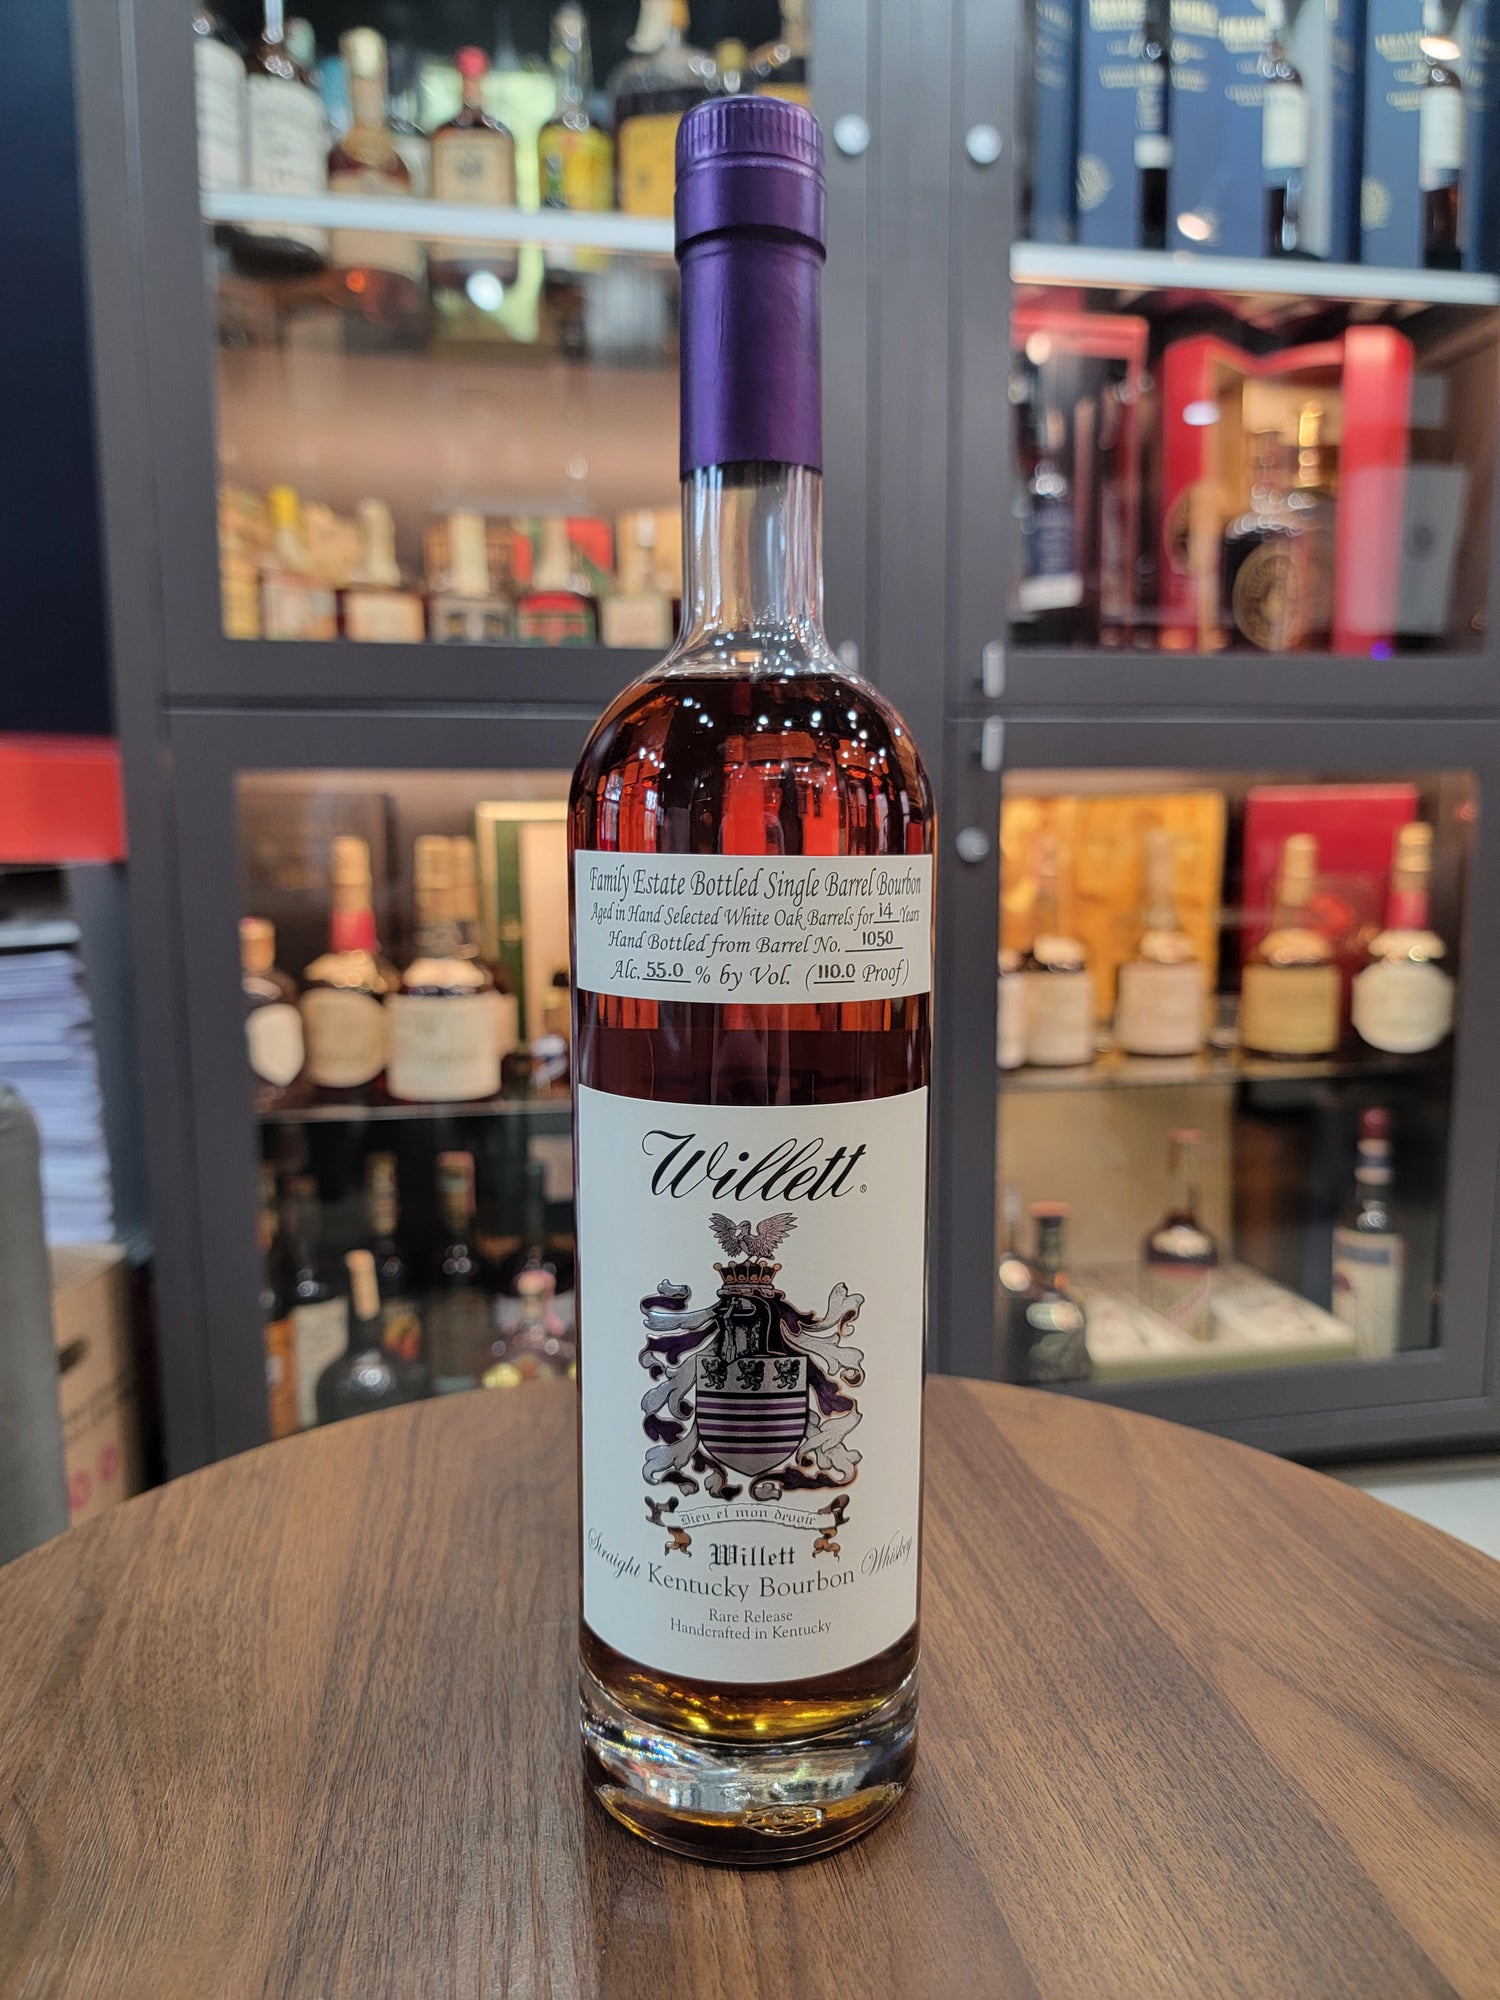 Family Estate Bottled Single Barrel Bourbon
Aged in Hand Selected White Oak Barrels for 14 Years
Hand Bottled from Barrel No. 1050
Alc. 55.0 % by Vol. (110.0 Proof)
Willett®
Dieu et mon devoir
Willett
Straight Kentucky Bourbon Whiskey
Rare Release
Handcrafted in Kentucky